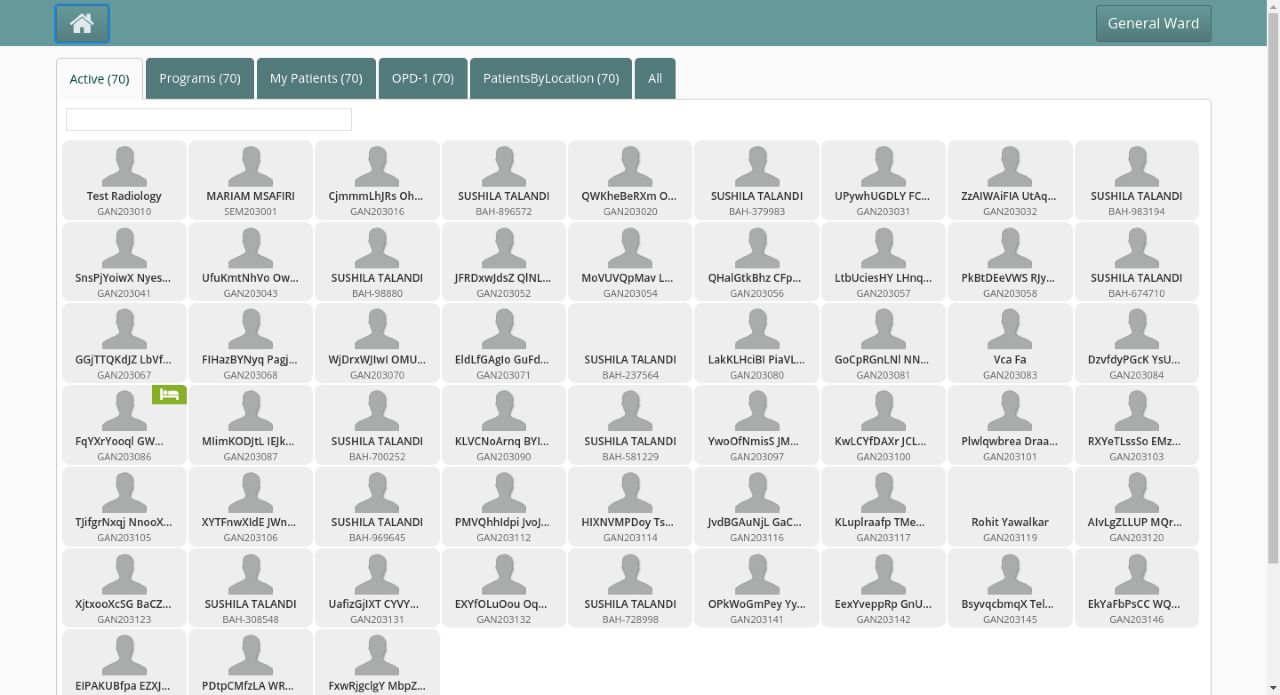 General Ward
Active (70)
Programs (70)
My Patients (70)
OPD-1 (70)
PatientsByLocation (70)
All
Test Radiology
GAN203010
MARIAM MSAFIRI
SEM203001
CjmmmLhJRs Oh...
GAN203016
SUSHILA TALANDI
BAH-896572
QWKheBeRXm O...
GAN203020
SUSHILA TALANDI
BAH-379983
UPywhUGDLY FC...
GAN203031
ZzAIWAiFIA UtAq...
GAN203032
SUSHILA TALANDI
BAH-983194
SnsPjYoiwX Nyes...
GAN203041
UfuKmtNhVo Ow...
GAN203043
SUSHILA TALANDI
BAH-98880
JFRDxwJdsZ QlNL...
GAN203052
MoVUVQpMav L...
GAN203054
QHalGtkBhz CFp...
GAN203056
LtbUciesHY LHnq...
GAN203057
PkBtDEeVWS RJy...
GAN203058
SUSHILA TALANDI
BAH-674710
GGjTTQKdJZ LbVf...
GAN203067
FIHazBYNyq Pagj...
GAN203068
WjDrxWJIwI OMU...
GAN203070
EldLfGAgIo GuFd...
GAN203071
SUSHILA TALANDI
BAH-237564
LakKLHciBI PiaVL...
GAN203080
GoCpRGnLNl NN...
GAN203081
Vca Fa
GAN203083
DzvfdyPGcK YsU...
GAN203084
FqYXrYooql GW...
GAN203086
MIimKODJtL IEJk...
GAN203087
SUSHILA TALANDI
BAH-700252
KLVCNoArnq BYI...
GAN203090
SUSHILA TALANDI
BAH-581229
YwoOfNmisS JM...
GAN203097
KwLCYfDAXr JCL...
GAN203100
Plwlqwbrea Draa...
GAN203101
RXYeTLssSo EMz...
GAN203103
TJifgrNxqj NnooX...
GAN203105
XYTFnwXIdE JWn...
GAN203106
SUSHILA TALANDI
BAH-969645
PMVQhhIdpi JvoJ...
GAN203112
HIXNVMPDoy Ts...
GAN203114
JvdBGAuNjL GaC...
GAN203116
KLuplraafp TMe...
GAN203117
Rohit Yawalkar
GAN203119
AIvLgZLLUP MQr...
GAN203120
XjtxooXcSG BaCZ...
GAN203123
SUSHILA TALANDI
BAH-308548
UafizGjIXT CYVY...
GAN203131
EXYfOLuOou Oq...
GAN203132
SUSHILA TALANDI
BAH-728998
OPkWoGmPey Yy...
GAN203141
EexYveppRp GnU...
GAN203142
BsyvqcbmqX Tel...
GAN203145
EkYaFbPsCC WQ...
GAN203146
EIPAKUBfpa EZXJ...
PDtpCMfzLA WR...
FxwRjgclgY MbpZ...